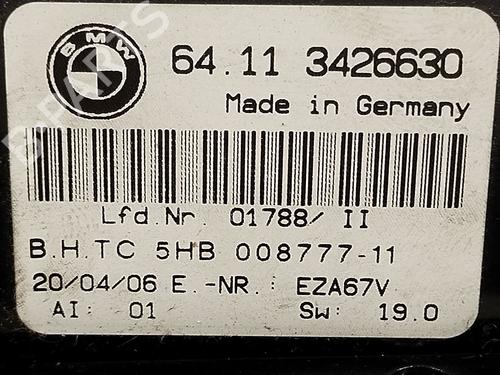 BMW
64.11 3426630
Made in Germany
Lfd.Nr. 01788/ II
B.H.TC 5HB 008777-11
20/04/06 E.-NR.: EZA67V
AI: 01 Sw: 19.0